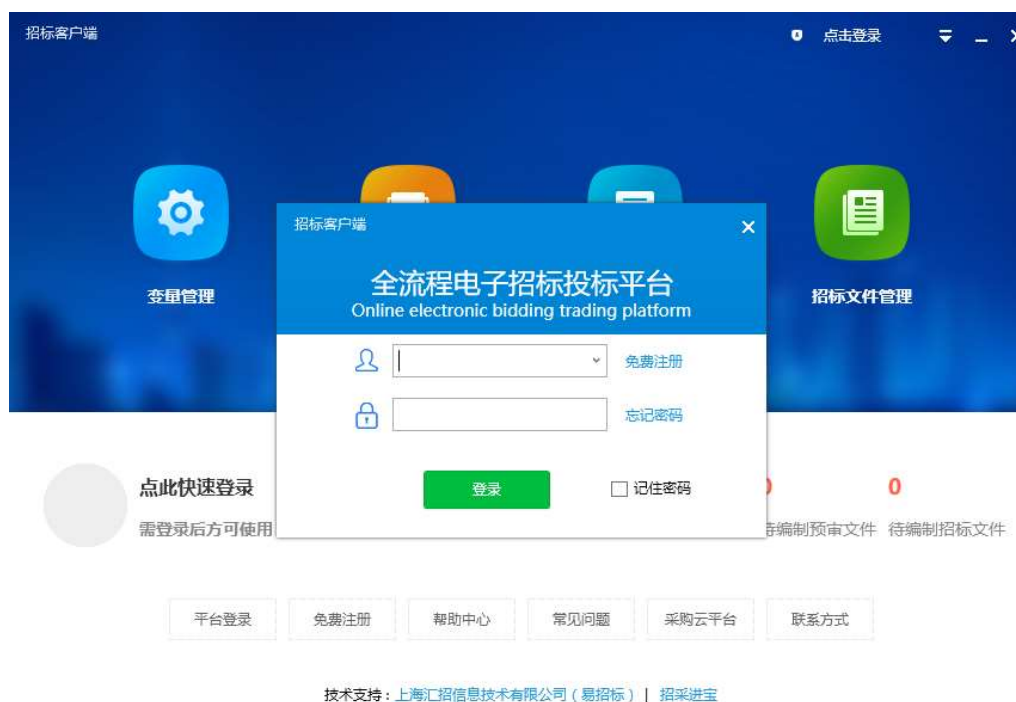 招标客户端
点击登录
变量管理
招标文件管理
招标客户端
全流程电子招标投标平台
Online electronic bidding trading platform
免费注册
忘记密码
登录
记住密码
点此快速登录
需登录后方可使用
0
待编制预审文件
待编制招标文件
平台登录
免费注册
帮助中心
常见问题
采购云平台
联系方式
技术支持：上海汇招信息技术有限公司（易招标） | 招采进宝